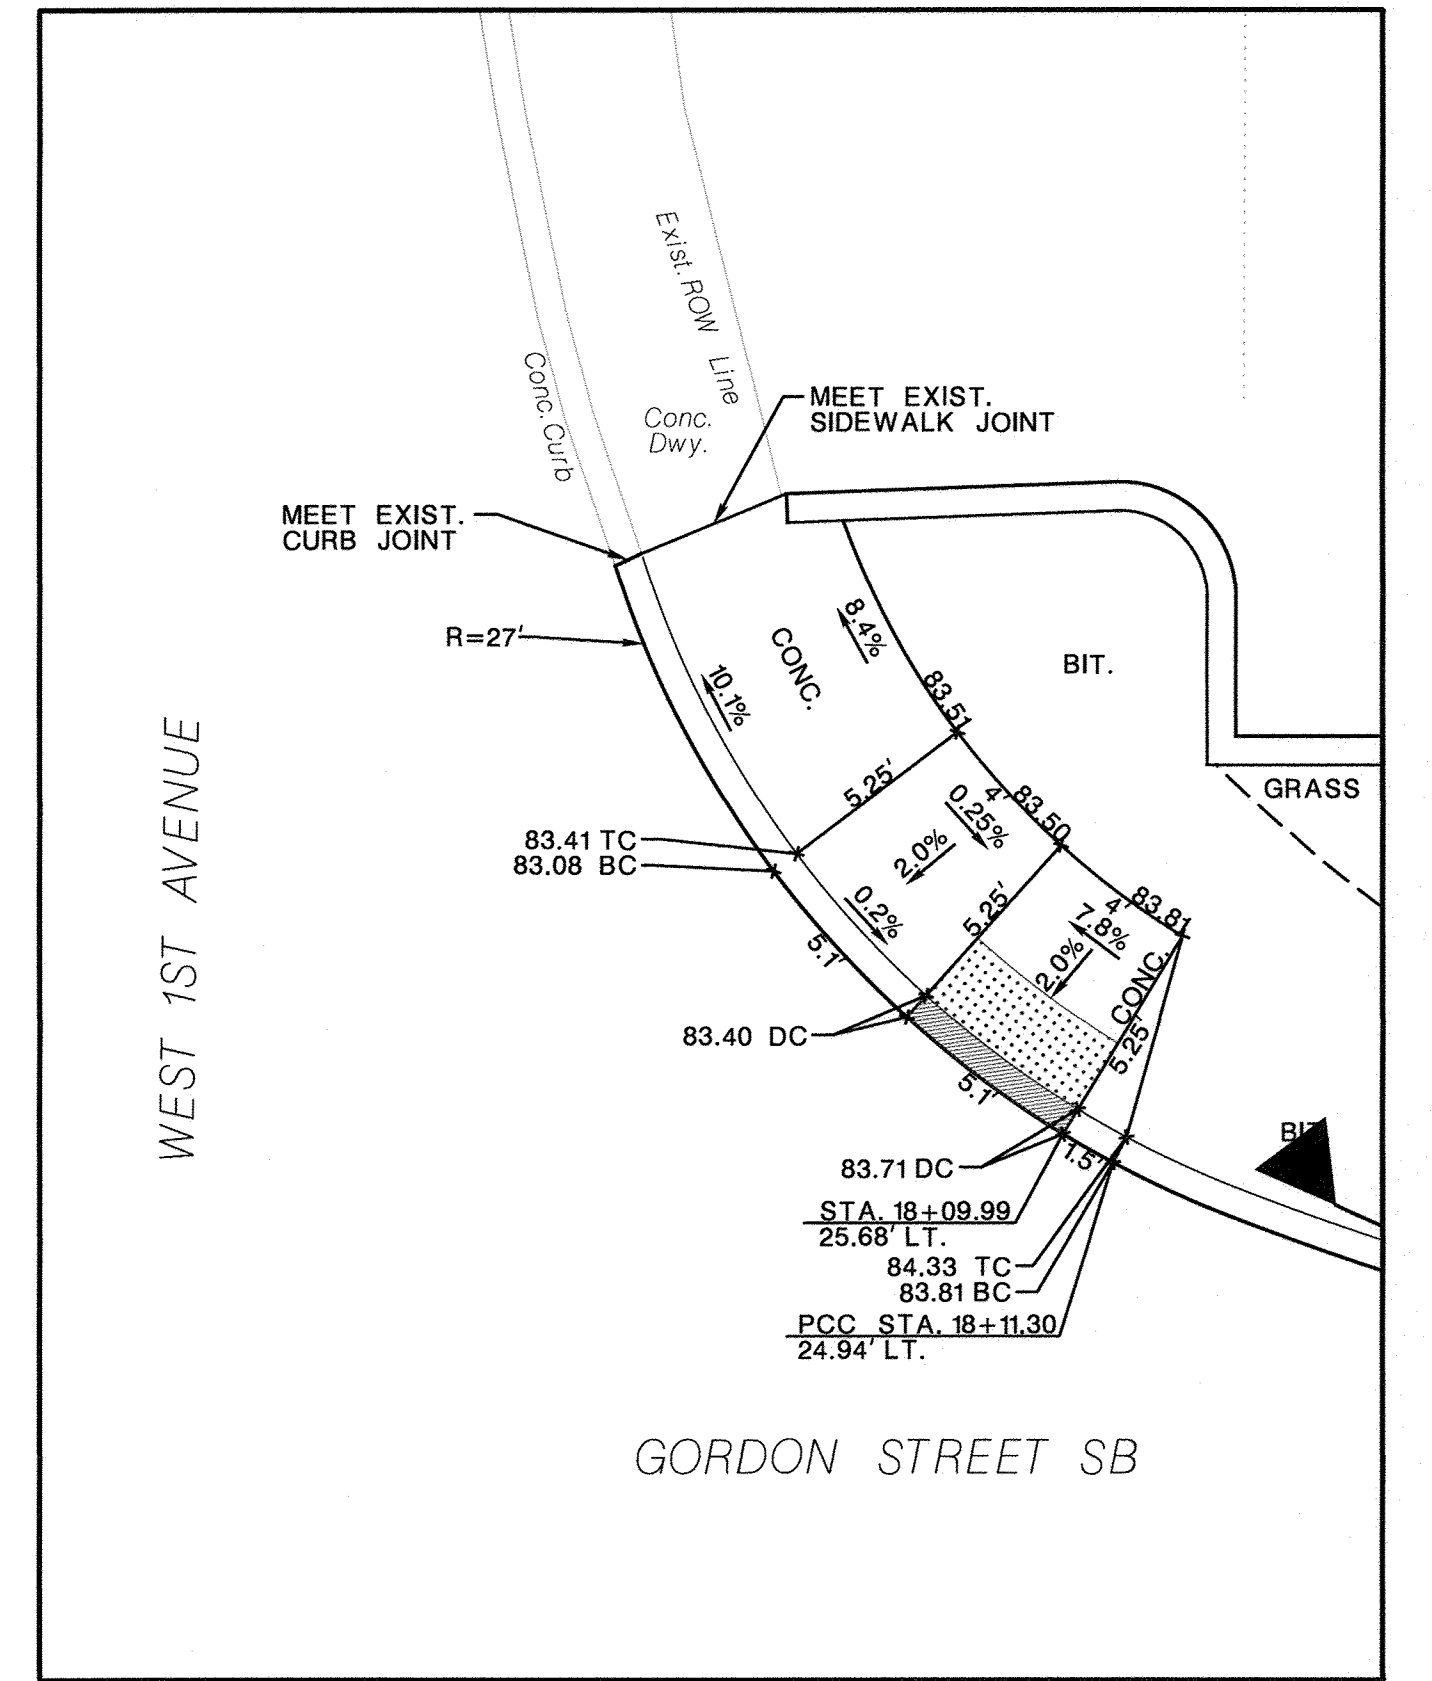 Exist. ROW Line
Conc. Curb
Conc.
Dwy.
MEET EXIST.
SIDEWALK JOINT
MEET EXIST.
CURB JOINT
R=27'
8.4%
CONC.
10.1%
BIT.
83.51
GRASS
5.25'
4'
83.50
0.25%
83.41 TC
83.08 BC
2.0%
0.2%
5.1'
5.25'
4'
83.81
7.8%
2.0%
CONC.
5.25'
83.40 DC
5.1'
BIT.
1.5'
83.71 DC
STA. 18+09.99
25.68' LT.
84.33 TC
83.81 BC
PCC STA. 18+11.30
24.94' LT.
WEST 1ST AVENUE
GORDON STREET SB